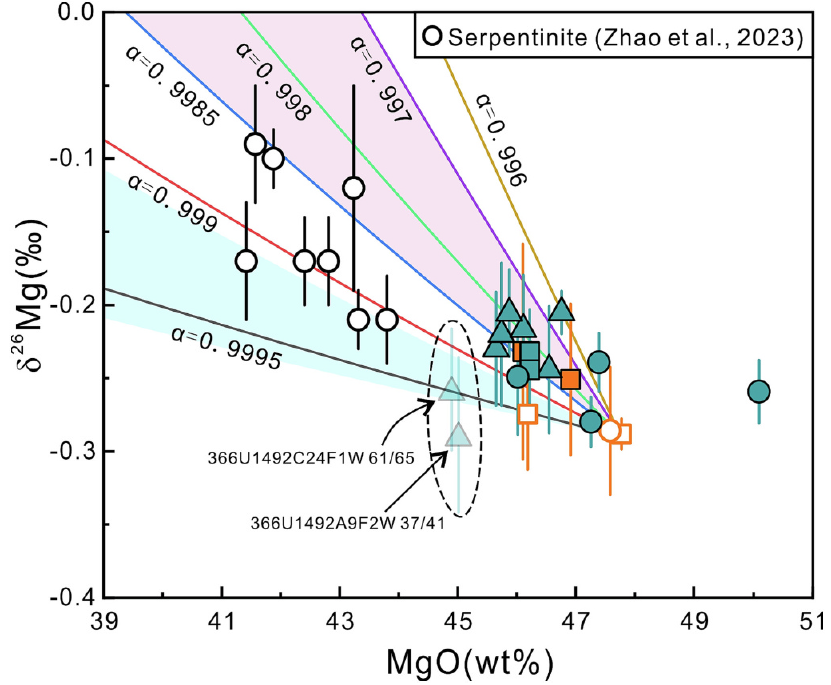 0.0
-0.1
-0.2
-0.3
-0.4
δ26Mg(‰)
Serpentinite (Zhao et al., 2023)
α=0.9985
α=0.998
α=0.997
α=0.996
α=0.999
α=0.9995
366U1492C24F1W 61/65
366U1492A9F2W 37/41
39 41 43 45 47 49 51
MgO(wt%)